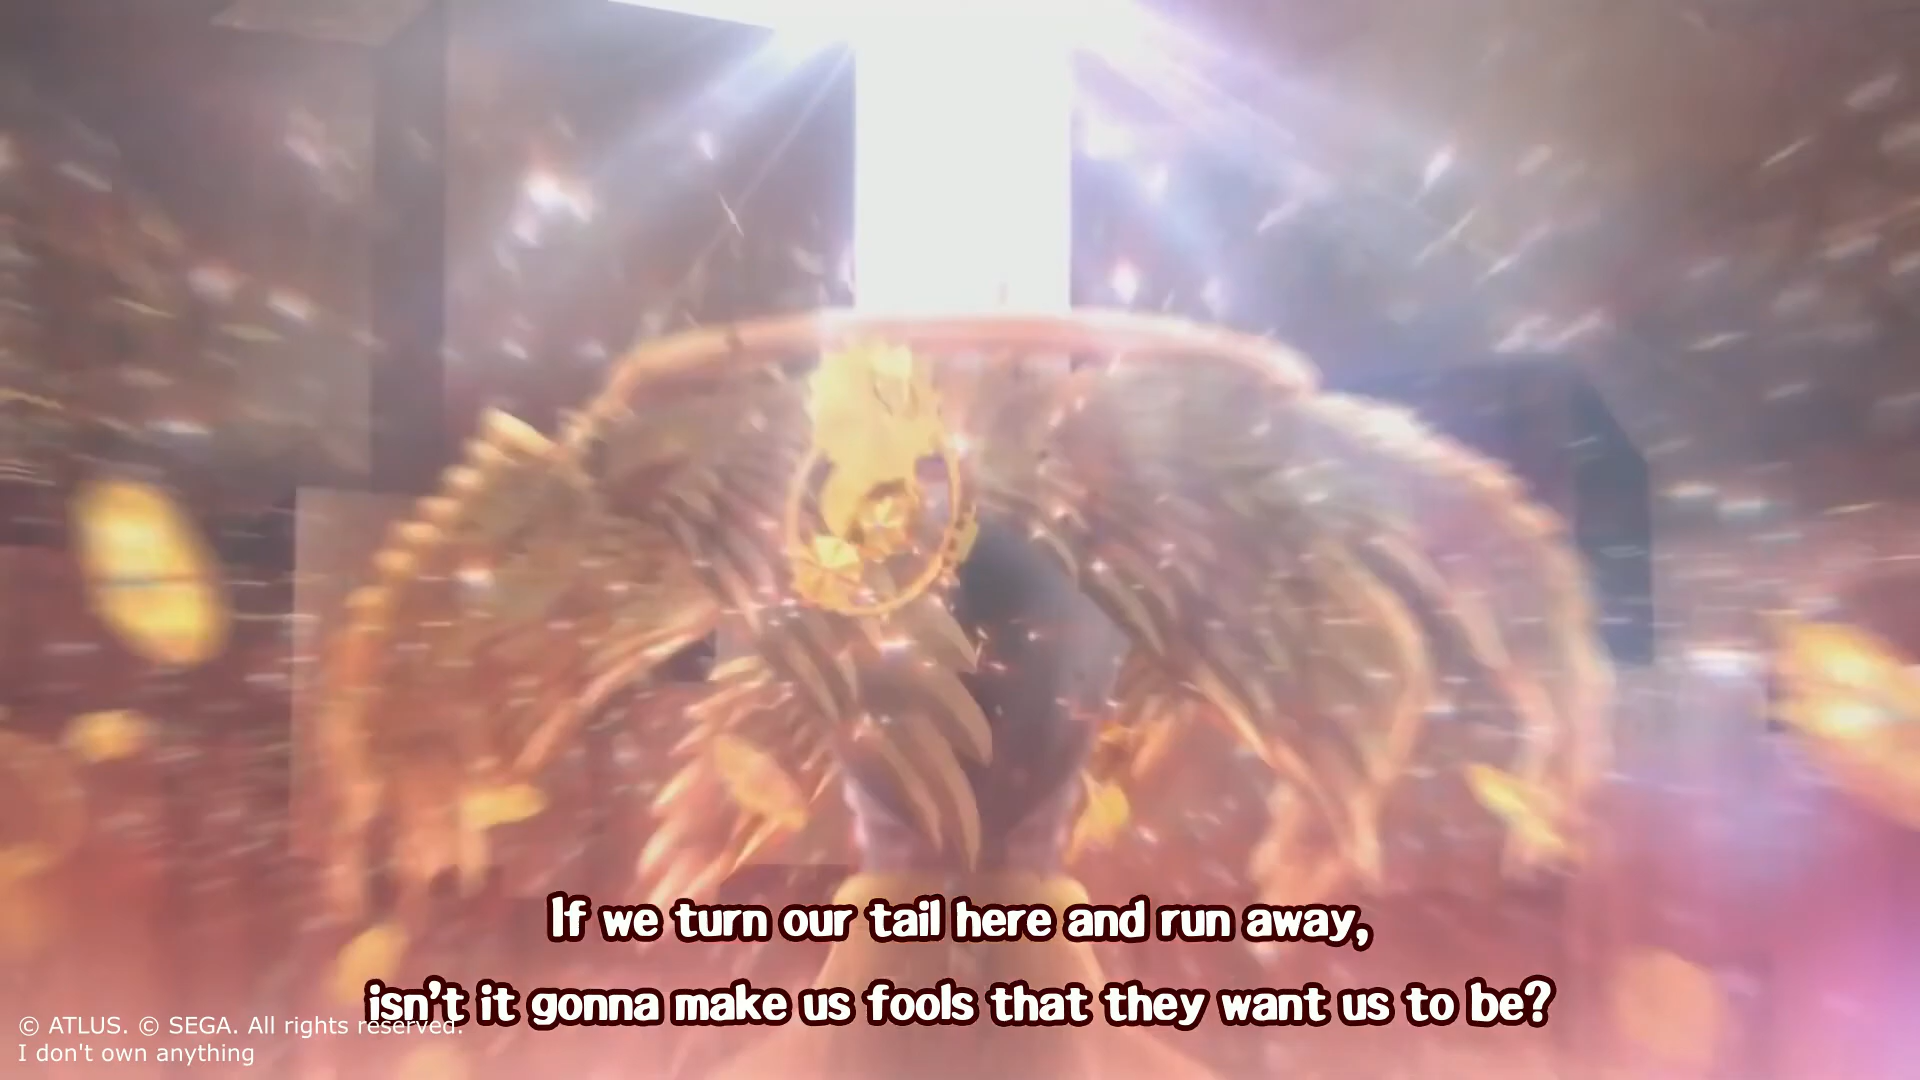 If we turn our tail here and run away,
isn't it gonna make us fools that they want us to be?
© ATLUS. © SEGA. All rights reserved.
I don't own anything